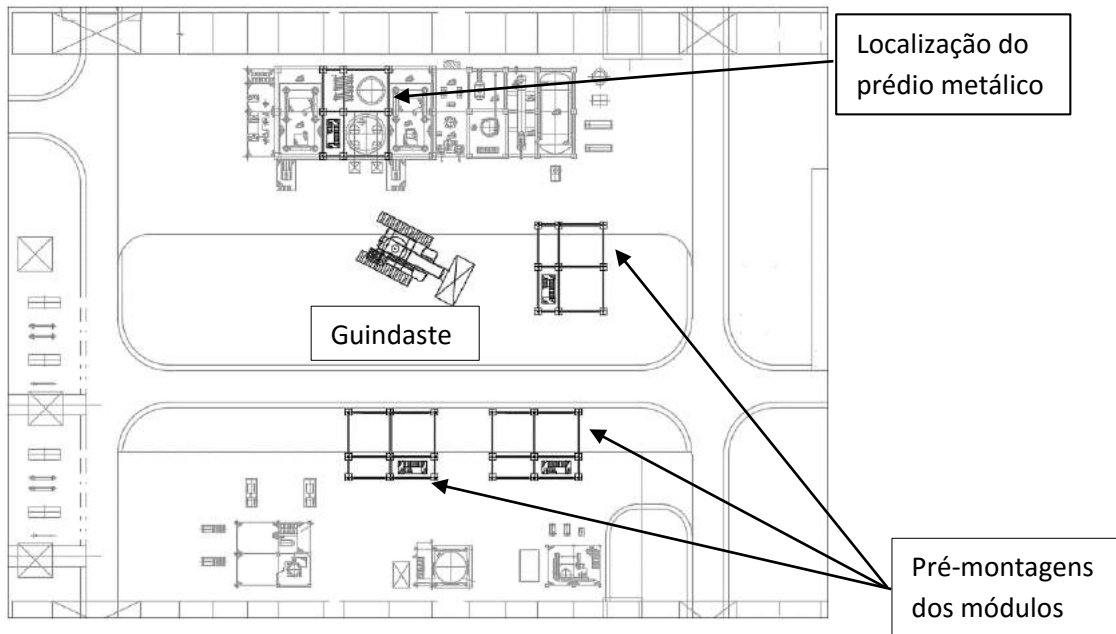 Localização do
prédio metálico
Guindaste
Pré-montagens
dos módulos